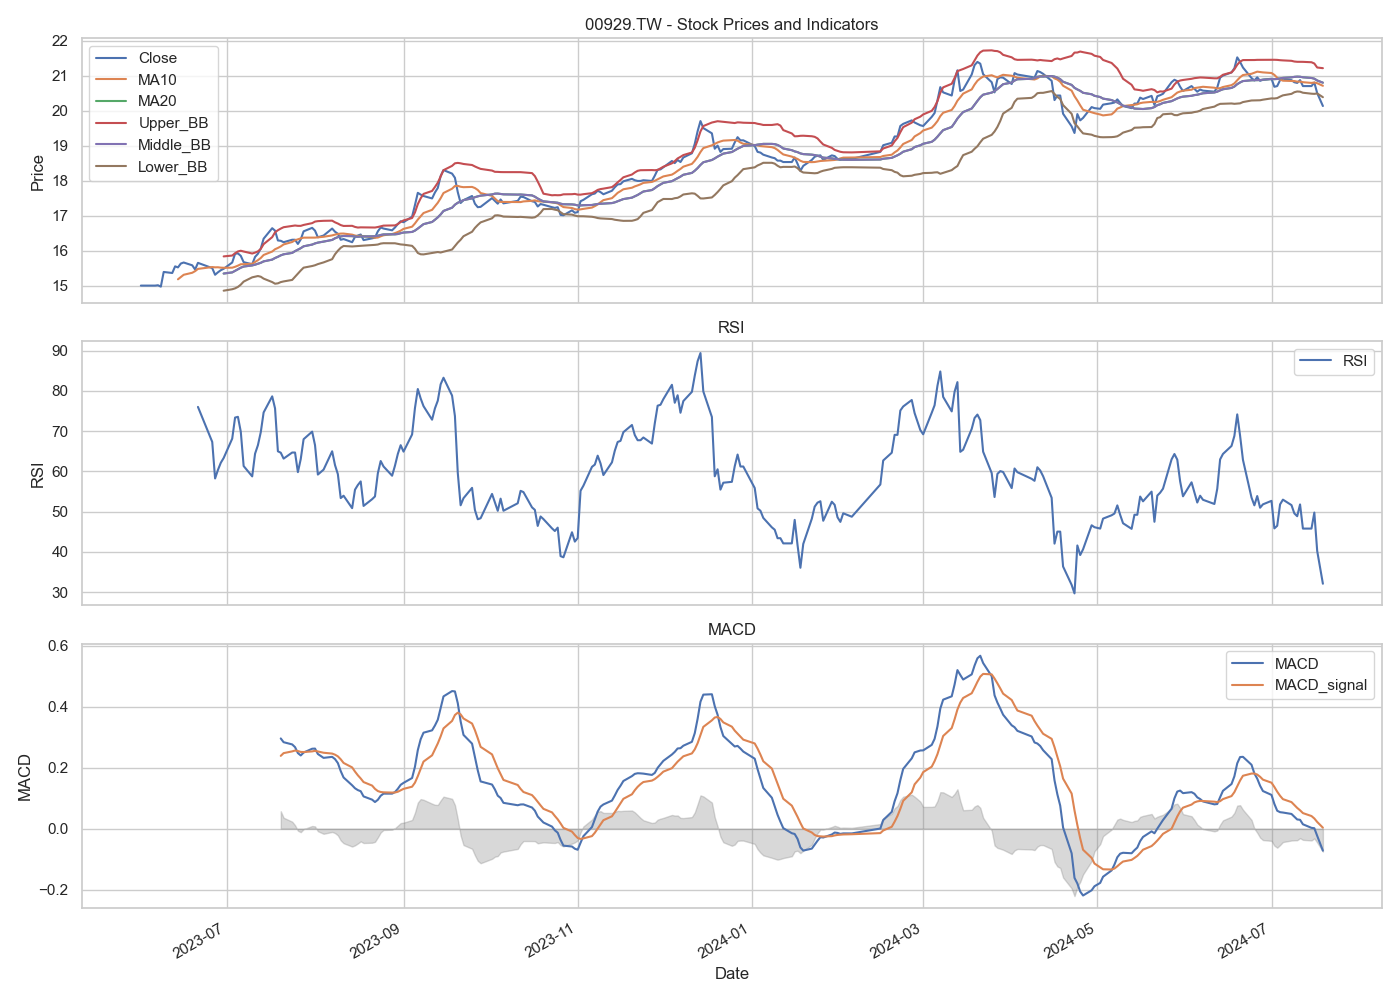 00929.TW - Stock Prices and Indicators
22
21
20
19
18
17
16
15
Price
Close
MA10
MA20
Upper_BB
Middle_BB
Lower_BB
RSI
90
80
70
60
50
40
30
RSI
RSI
MACD
0.6
0.4
0.2
0.0
−0.2
MACD
MACD
MACD_signal
2023-07
2023-09
2023-11
2024-01
2024-03
2024-05
2024-07
Date